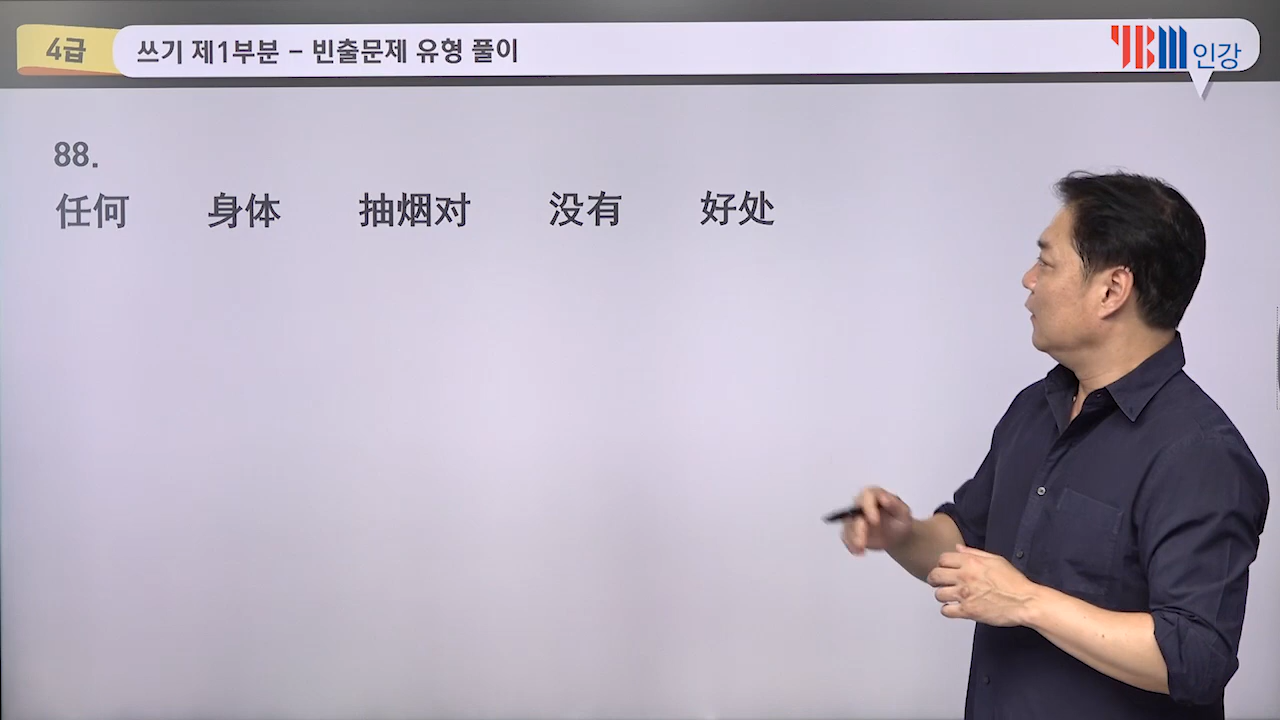 4급 쓰기 제1부분 – 빈출문제 유형 풀이 YBM 인강
88.
任何 身体 抽烟对 没有 好处